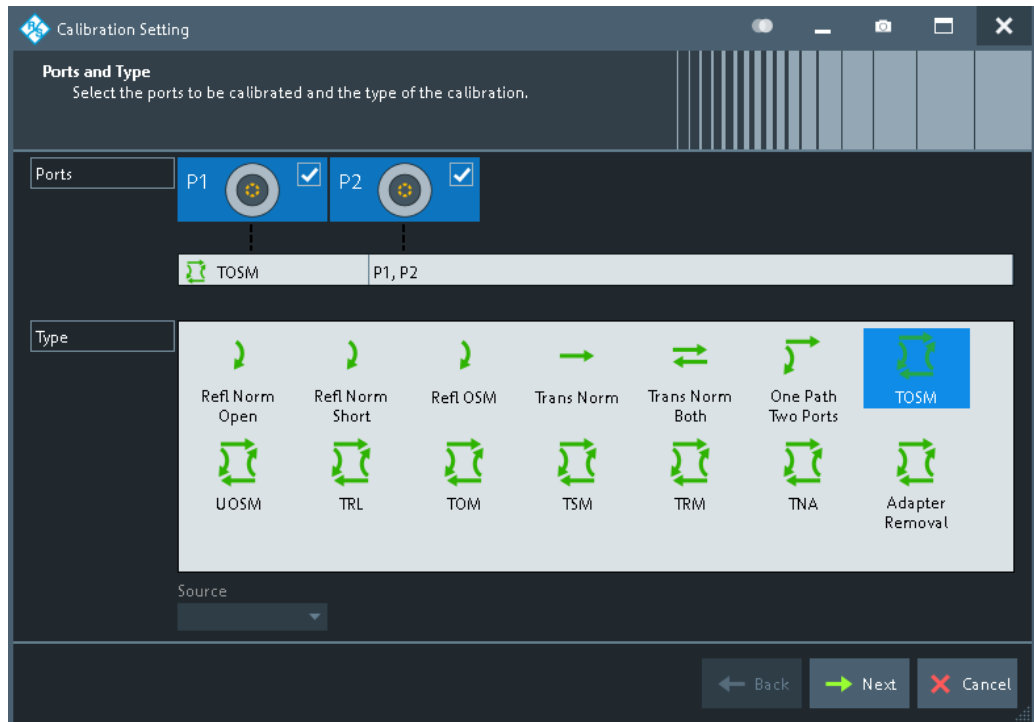 R&S Calibration Setting
Ports and Type
Select the ports to be calibrated and the type of the calibration.
Ports
P1
P2
TOSM
P1, P2
Type
Refl Norm
Open
Refl Norm
Short
Refl OSM
Trans Norm
Trans Norm
Both
One Path
Two Ports
TOSM
UOSM
TRL
TOM
TSM
TRM
TNA
Adapter
Removal
Source
Back
Next
Cancel